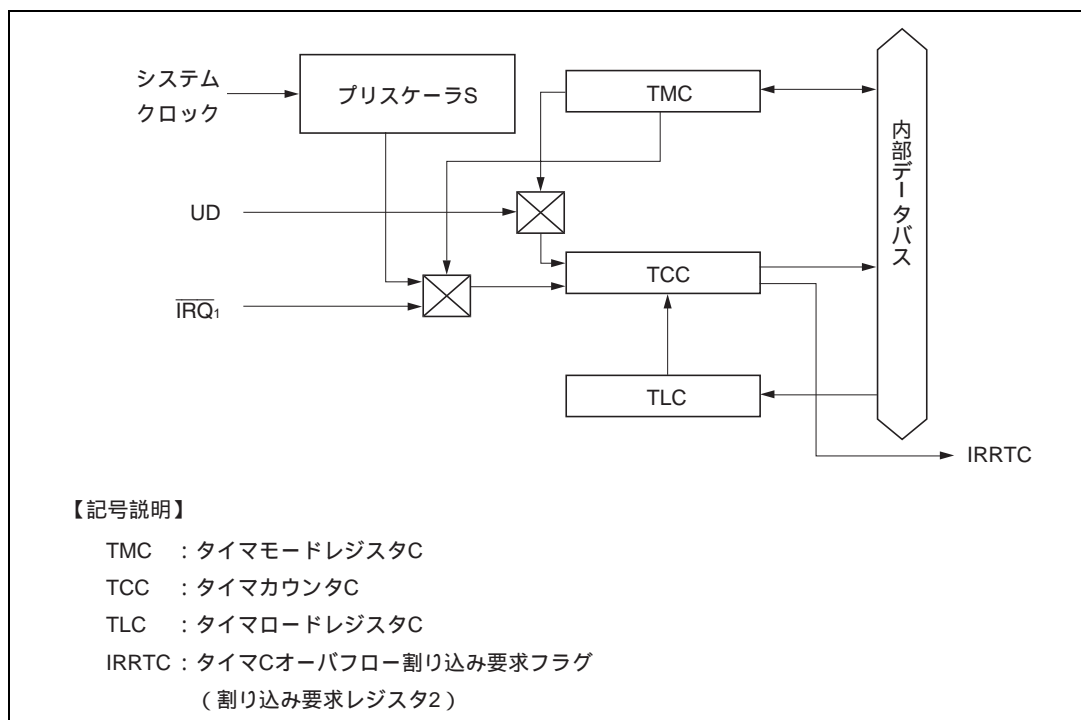 システム
クロック
プリスケーラS
TMC
内部データバス
UD
TCC
IRQ1
TLC
IRRTC
【記号説明】
TMC :タイマモードレジスタC
TCC :タイマカウンタC
TLC :タイマロードレジスタC
IRRTC:タイマCオーバフロー割り込み要求フラグ
(割り込み要求レジスタ2)